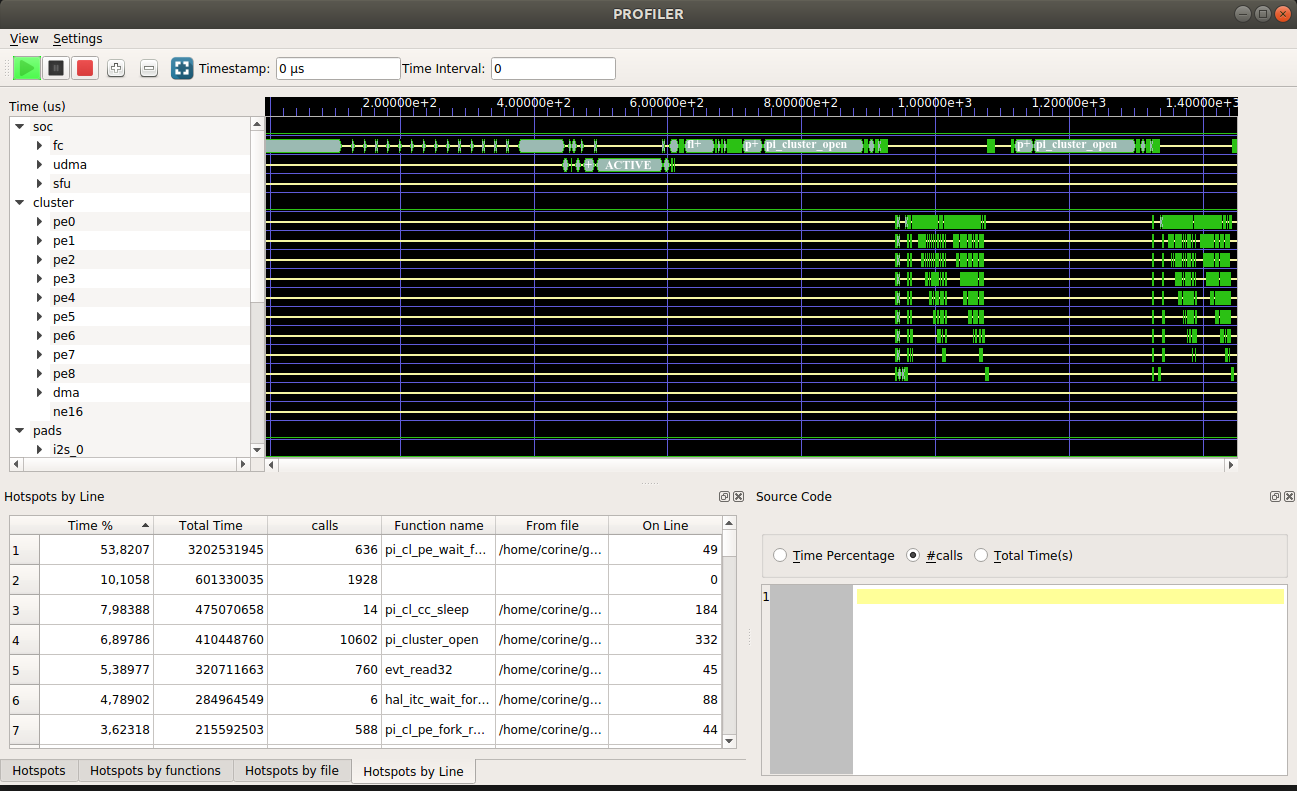 PROFILER
View Settings
Timestamp: 0 µs Time Interval: 0
Time (us) 2.00000e+2 4.00000e+2 6.00000e+2 8.00000e+2 1.00000e+3 1.20000e+3 1.40000e+3
soc
fc fl+ p+ pi_cluster_open p+ pi_cluster_open
udma + ACTIVE
sfu
cluster
pe0
pe1
pe2
pe3
pe4
pe5
pe6
pe7
pe8
dma
ne16
pads
i2s_0
Hotspots by Line
Time % Total Time calls Function name From file On Line
1 53,8207 3202531945 636 pi_cl_pe_wait_f... /home/corine/g... 49
2 10,1058 601330035 1928 0
3 7,98388 475070658 14 pi_cl_cc_sleep /home/corine/g... 184
4 6,89786 410448760 10602 pi_cluster_open /home/corine/g... 332
5 5,38977 320711663 760 evt_read32 /home/corine/g... 45
6 4,78902 284964549 6 hal_itc_wait_for... /home/corine/g... 88
7 3,62318 215592503 588 pi_cl_pe_fork_r... /home/corine/g... 44
Hotspots Hotspots by functions Hotspots by file Hotspots by Line
Source Code
Time Percentage #calls Total Time(s)
1